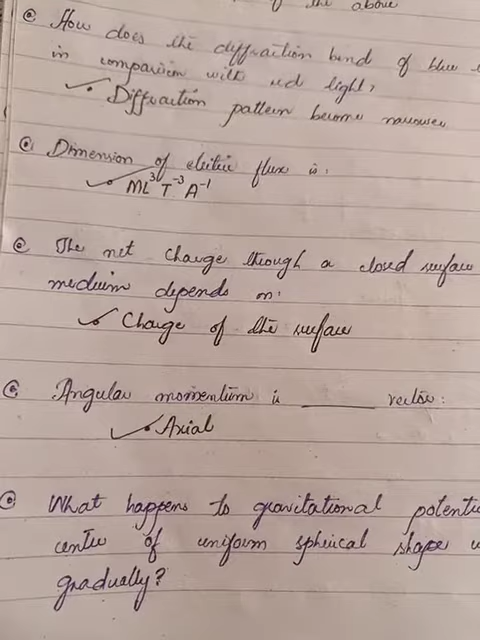 of the above
How does the diffraction band of blue
in comparison with red light,
Diffraction pattern become narrower
Dimension of electric flux is.
ML³T⁻³A⁻¹
The net charge through a closed surface
medium depends on:
Charge of the surface
Angular momentum is ______ vector:
Axial
What happens to gravitational potenti
centre of uniform spherical shape
gradually?